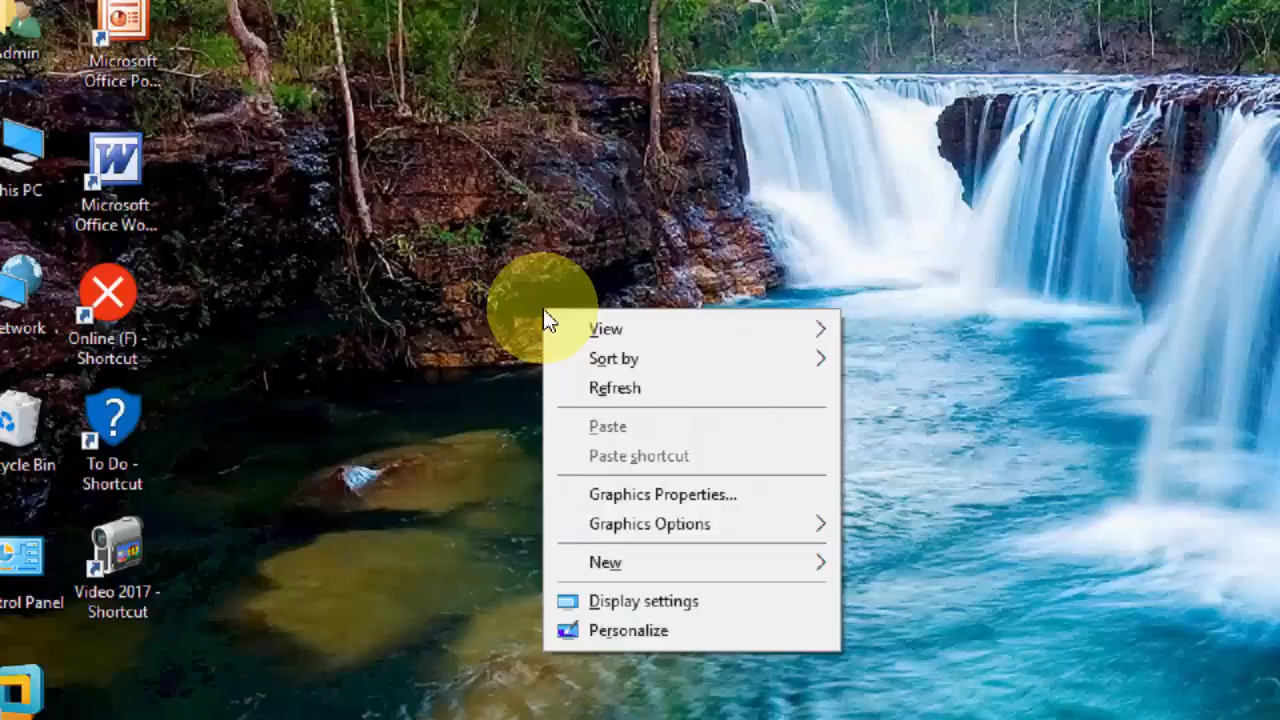 Admin
Microsoft
Office Po...
his PC
Microsoft
Office Wo...
etwork
Online (F) -
Shortcut
ycle Bin
To Do -
Shortcut
trol Panel
Video 2017 -
Shortcut
View
Sort by
Refresh
Paste
Paste shortcut
Graphics Properties...
Graphics Options
New
Display settings
Personalize